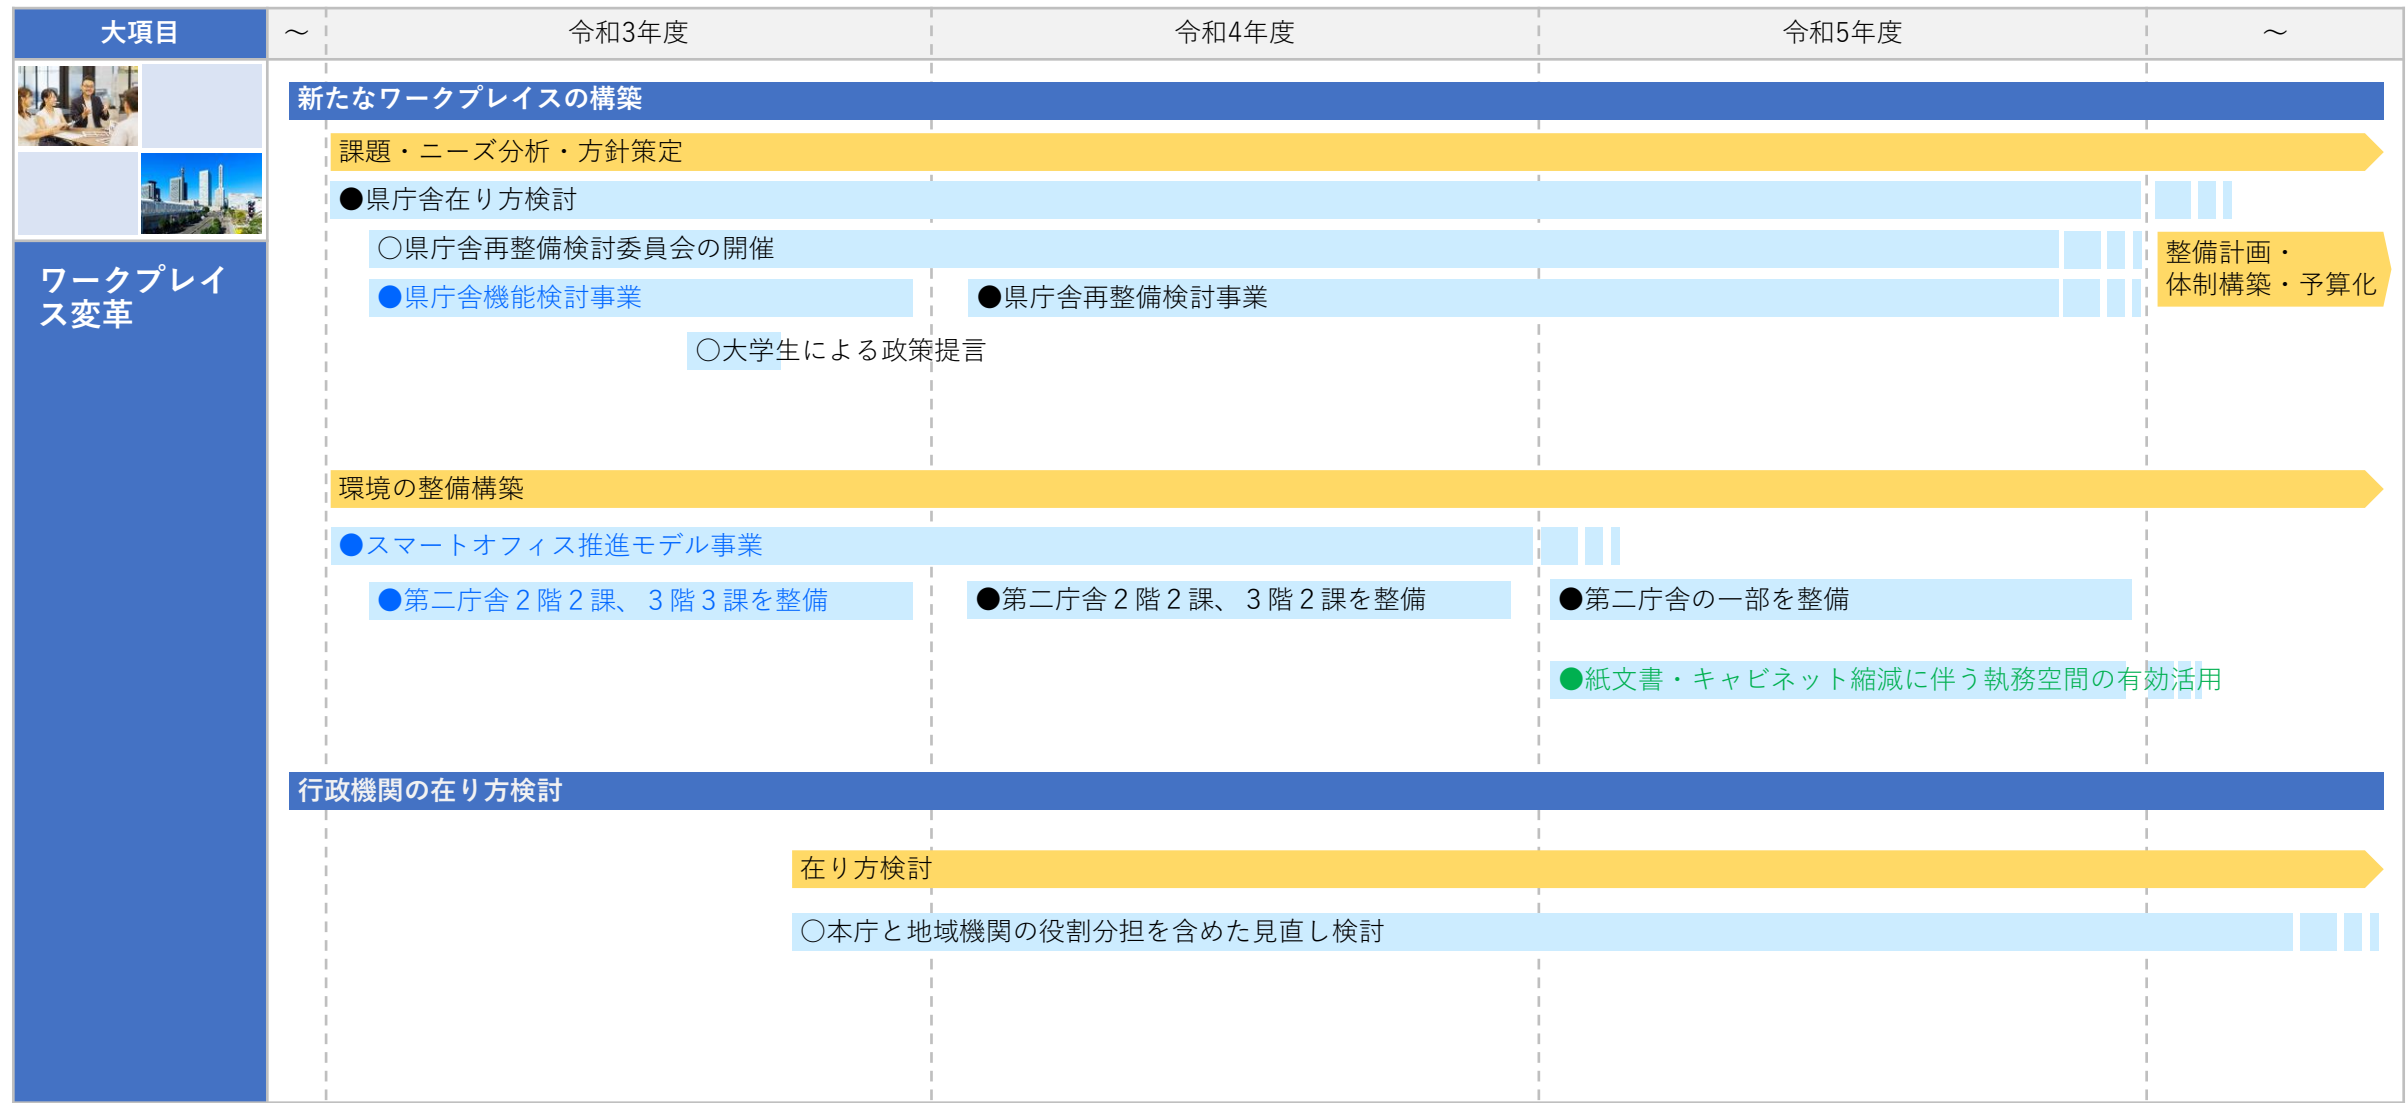 大項目
～
令和3年度
令和4年度
令和5年度
～
ワークプレイ
ス変革
新たなワークプレイスの構築
課題・ニーズ分析・方針策定
●県庁舎在り方検討
○県庁舎再整備検討委員会の開催
整備計画・
体制構築・予算化
●県庁舎機能検討事業
●県庁舎再整備検討事業
○大学生による政策提言
環境の整備構築
●スマートオフィス推進モデル事業
●第二庁舎２階２課、３階３課を整備
●第二庁舎２階２課、３階２課を整備
●第二庁舎の一部を整備
●紙文書・キャビネット縮減に伴う執務空間の有効活用
行政機関の在り方検討
在り方検討
○本庁と地域機関の役割分担を含めた見直し検討